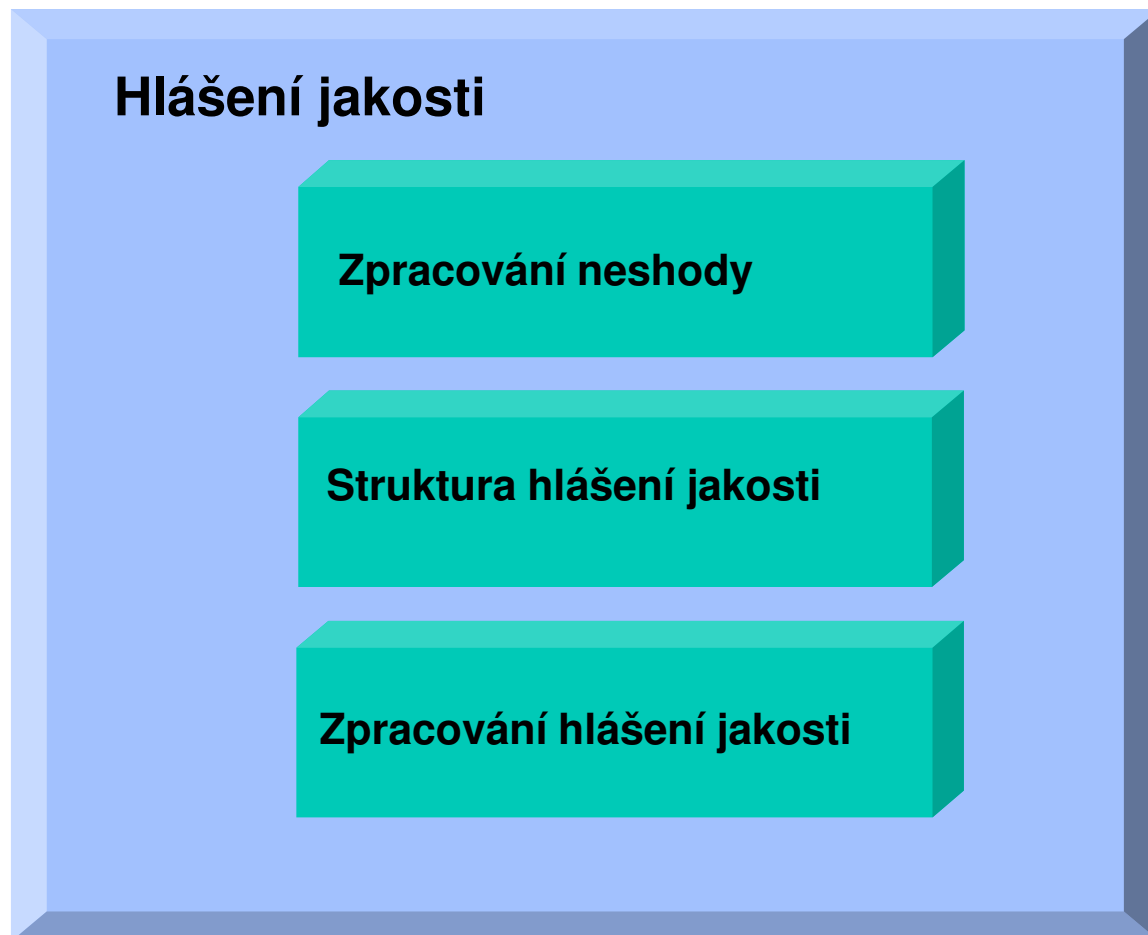 Hlášení jakosti
Zpracování neshody
Struktura hlášení jakosti
Zpracování hlášení jakosti